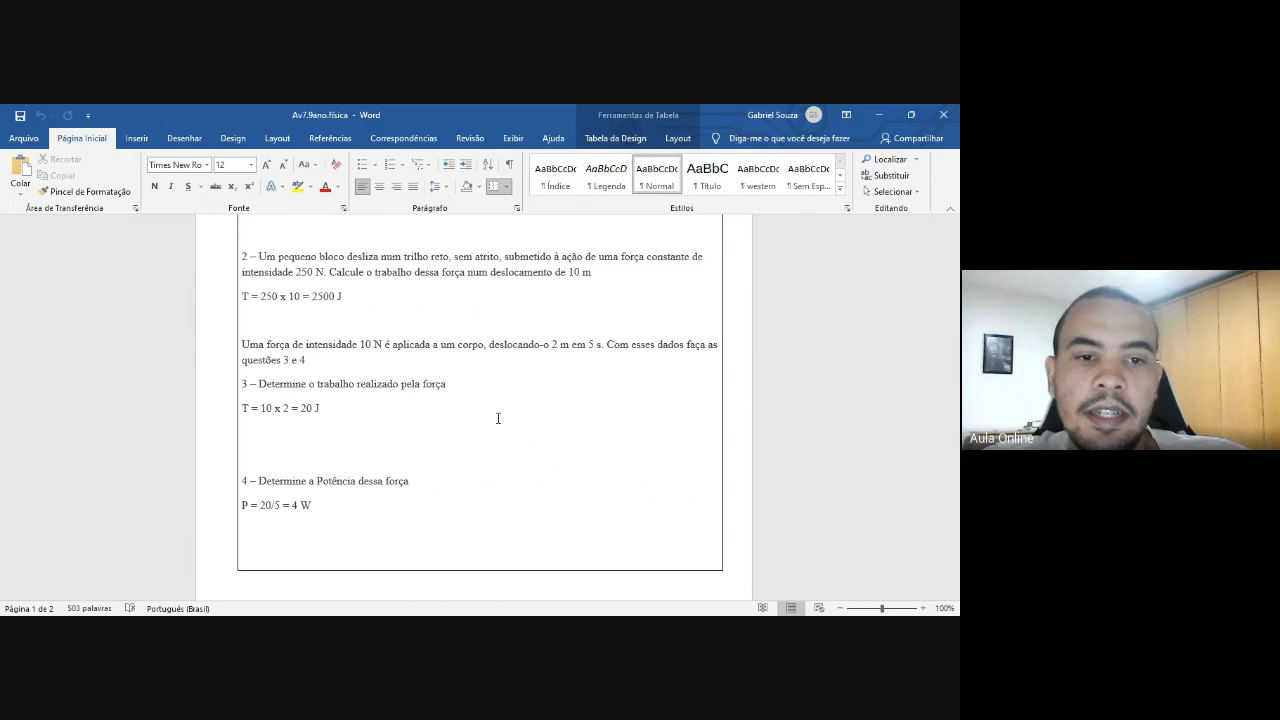 Av7.9ano.física - Word
Ferramentas de Tabela
Gabriel Souza
GS
Arquivo
Página Inicial
Inserir
Desenhar
Design
Layout
Referências
Correspondências
Revisão
Exibir
Ajuda
Tabela da Design
Layout
Diga-me o que você deseja fazer
Compartilhar
Colar
Recortar
Copiar
Pincel de Formatação
Área de Transferência
Times New Ro
12
N I S abc x₂ x²
Fonte
Parágrafo
AaBbCcDc
¶ Índice
AaBbCcD
¶ Legenda
AaBbCcDc
¶ Normal
AaBbC
¶ Título
AaBbCcDc
¶ western
AaBbCcDc
¶ Sem Esp...
Estilos
Localizar
Substituir
Selecionar
Editando
2 – Um pequeno bloco desliza num trilho reto, sem atrito, submetido à ação de uma força constante de
intensidade 250 N. Calcule o trabalho dessa força num deslocamento de 10 m
T = 250 x 10 = 2500 J
Uma força de intensidade 10 N é aplicada a um corpo, deslocando-o 2 m em 5 s. Com esses dados faça as
questões 3 e 4
3 – Determine o trabalho realizado pela força
T = 10 x 2 = 20 J
4 – Determine a Potência dessa força
P = 20/5 = 4 W
Página 1 de 2
503 palavras
Português (Brasil)
100%
Aula Online